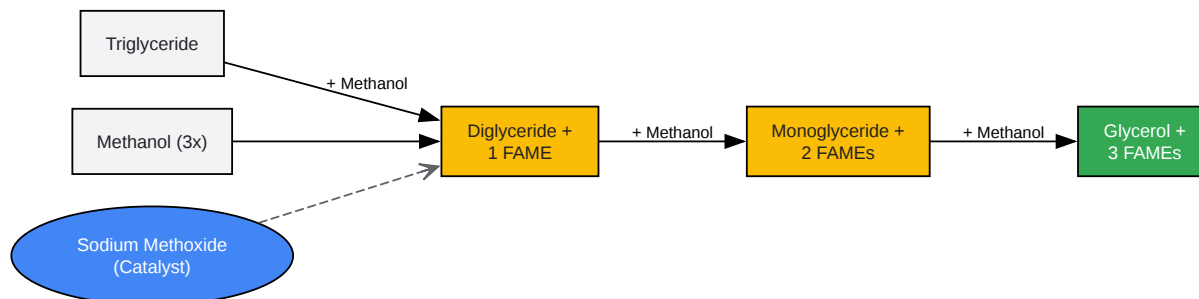 Triglyceride
+ Methanol
Methanol (3x)
Diglyceride +
1 FAME
+ Methanol
Monoglyceride +
2 FAMEs
+ Methanol
Glycerol +
3 FAMEs
Sodium Methoxide
(Catalyst)